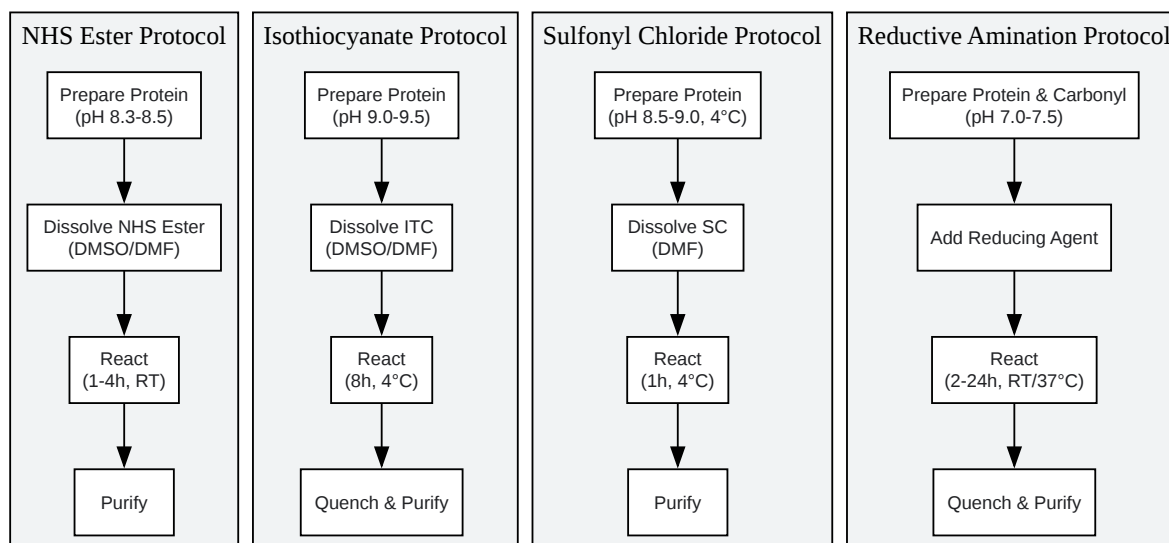 NHS Ester Protocol
Prepare Protein
(pH 8.3-8.5)
Dissolve NHS Ester
(DMSO/DMF)
React
(1-4h, RT)
Purify
Isothiocyanate Protocol
Prepare Protein
(pH 9.0-9.5)
Dissolve ITC
(DMSO/DMF)
React
(8h, 4°C)
Quench & Purify
Sulfonyl Chloride Protocol
Prepare Protein
(pH 8.5-9.0, 4°C)
Dissolve SC
(DMF)
React
(1h, 4°C)
Purify
Reductive Amination Protocol
Prepare Protein & Carbonyl
(pH 7.0-7.5)
Add Reducing Agent
React
(2-24h, RT/37°C)
Quench & Purify